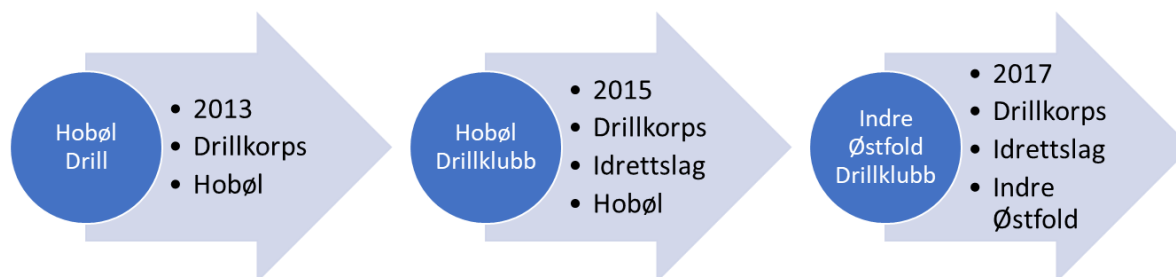 Hobøl
Drill
• 2013
• Drillkorps
• Hobøl
Hobøl
Drillklubb
• 2015
• Drillkorps
• Idrettslag
• Hobøl
Indre
Østfold
Drillklubb
• 2017
• Drillkorps
• Idrettslag
• Indre
Østfold